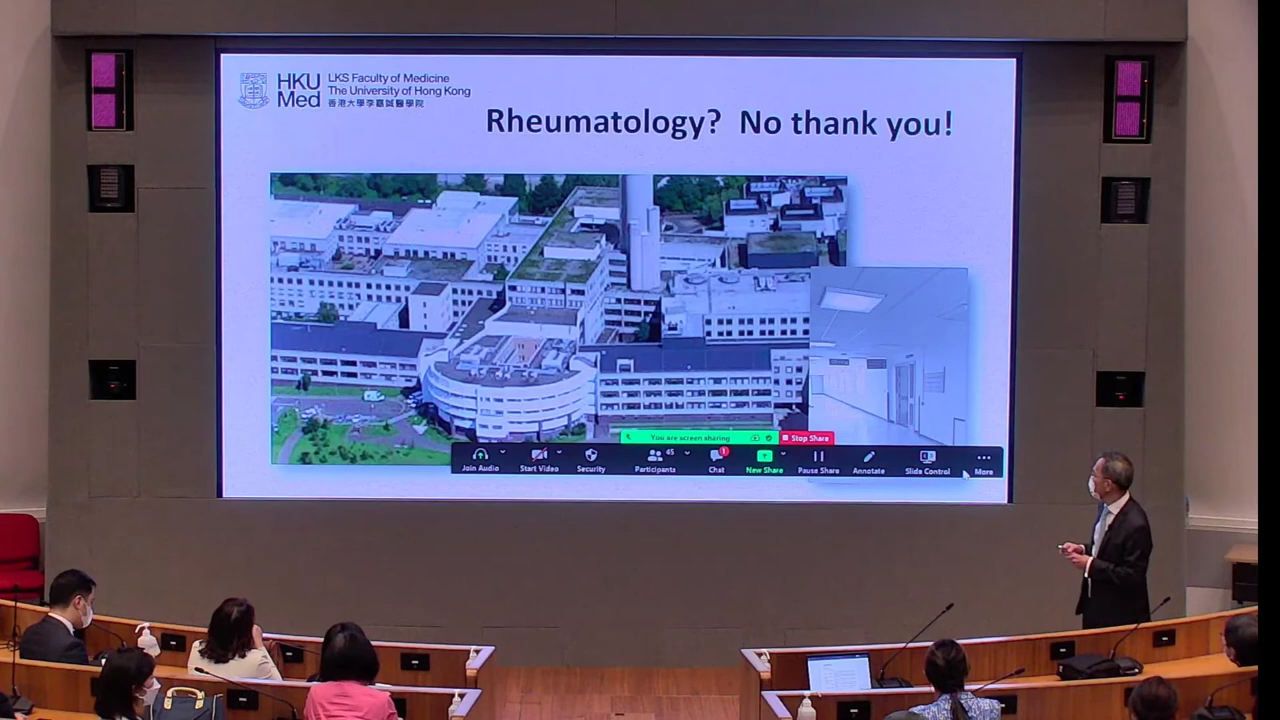 HKU Med
LKS Faculty of Medicine
The University of Hong Kong
香港大學李嘉誠醫學院
Rheumatology? No thank you!
You are screen sharing
Stop Share
Join Audio
Start Video
Security
45
Participants
1
Chat
New Share
Pause Share
Annotate
Slide Control
More